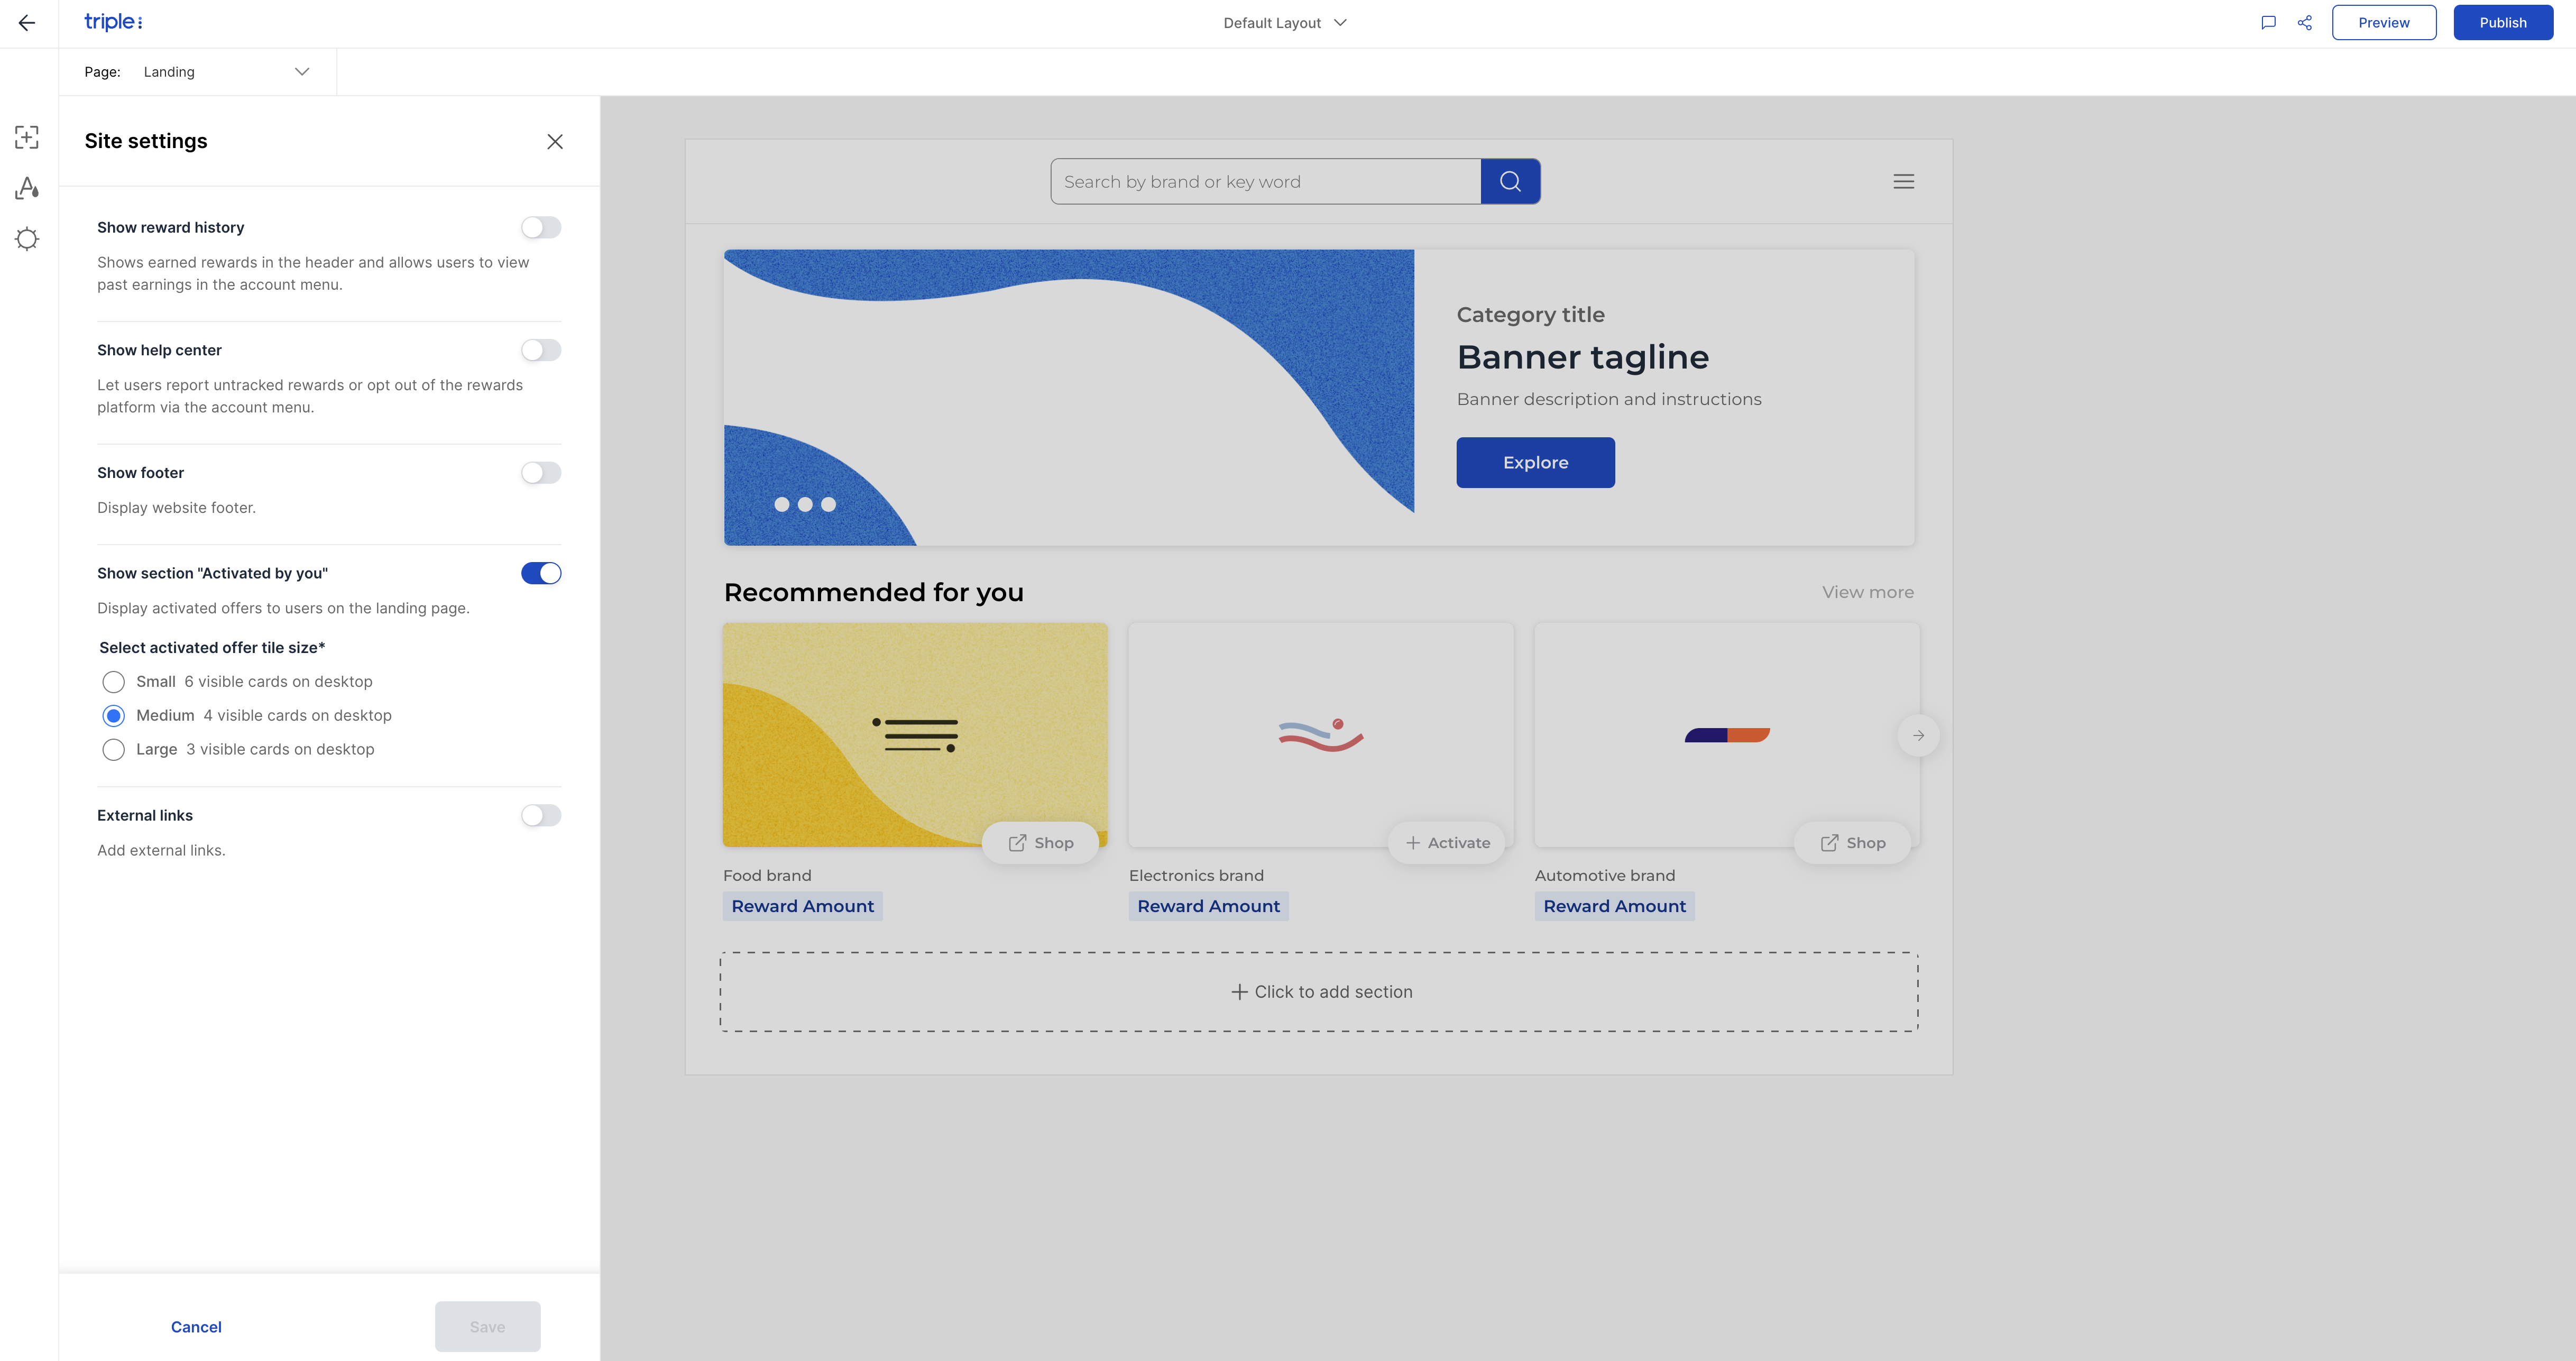 triple
Default Layout
Preview
Publish
Page: Landing
Site settings
Show reward history
Shows earned rewards in the header and allows users to view
past earnings in the account menu.
Show help center
Let users report untracked rewards or opt out of the rewards
platform via the account menu.
Show footer
Display website footer.
Show section "Activated by you"
Display activated offers to users on the landing page.
Select activated offer tile size*
Small 6 visible cards on desktop
Medium 4 visible cards on desktop
Large 3 visible cards on desktop
External links
Add external links.
Cancel
Save
Search by brand or key word
Category title
Banner tagline
Banner description and instructions
Explore
Recommended for you
View more
Shop
Activate
Shop
Food brand
Electronics brand
Automotive brand
Reward Amount
Reward Amount
Reward Amount
Click to add section